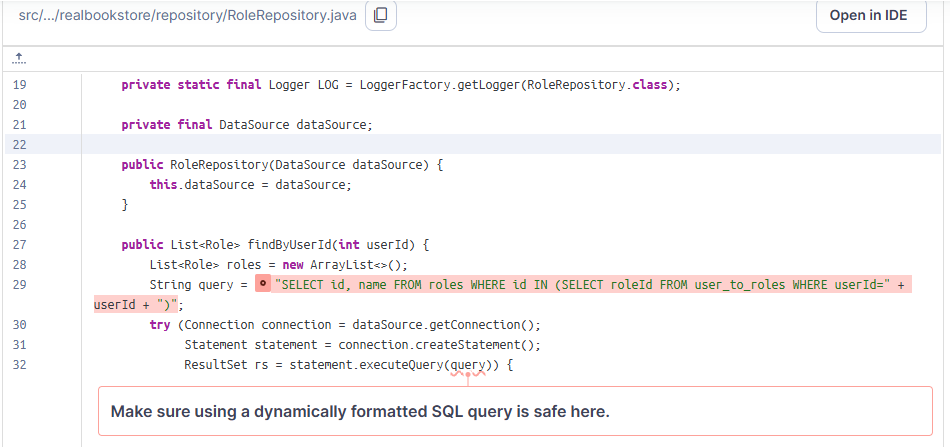 src/.../realbookstore/repository/RoleRepository.java Open in IDE
19 private static final Logger LOG = LoggerFactory.getLogger(RoleRepository.class);
20
21 private final DataSource dataSource;
22
23 public RoleRepository(DataSource dataSource) {
24 this.dataSource = dataSource;
25 }
26
27 public List<Role> findByUserId(int userId) {
28 List<Role> roles = new ArrayList<>();
29 String query = "SELECT id, name FROM roles WHERE id IN (SELECT roleId FROM user_to_roles WHERE userId=" +
userId + ")";
30 try (Connection connection = dataSource.getConnection();
31 Statement statement = connection.createStatement();
32 ResultSet rs = statement.executeQuery(query)) {
Make sure using a dynamically formatted SQL query is safe here.